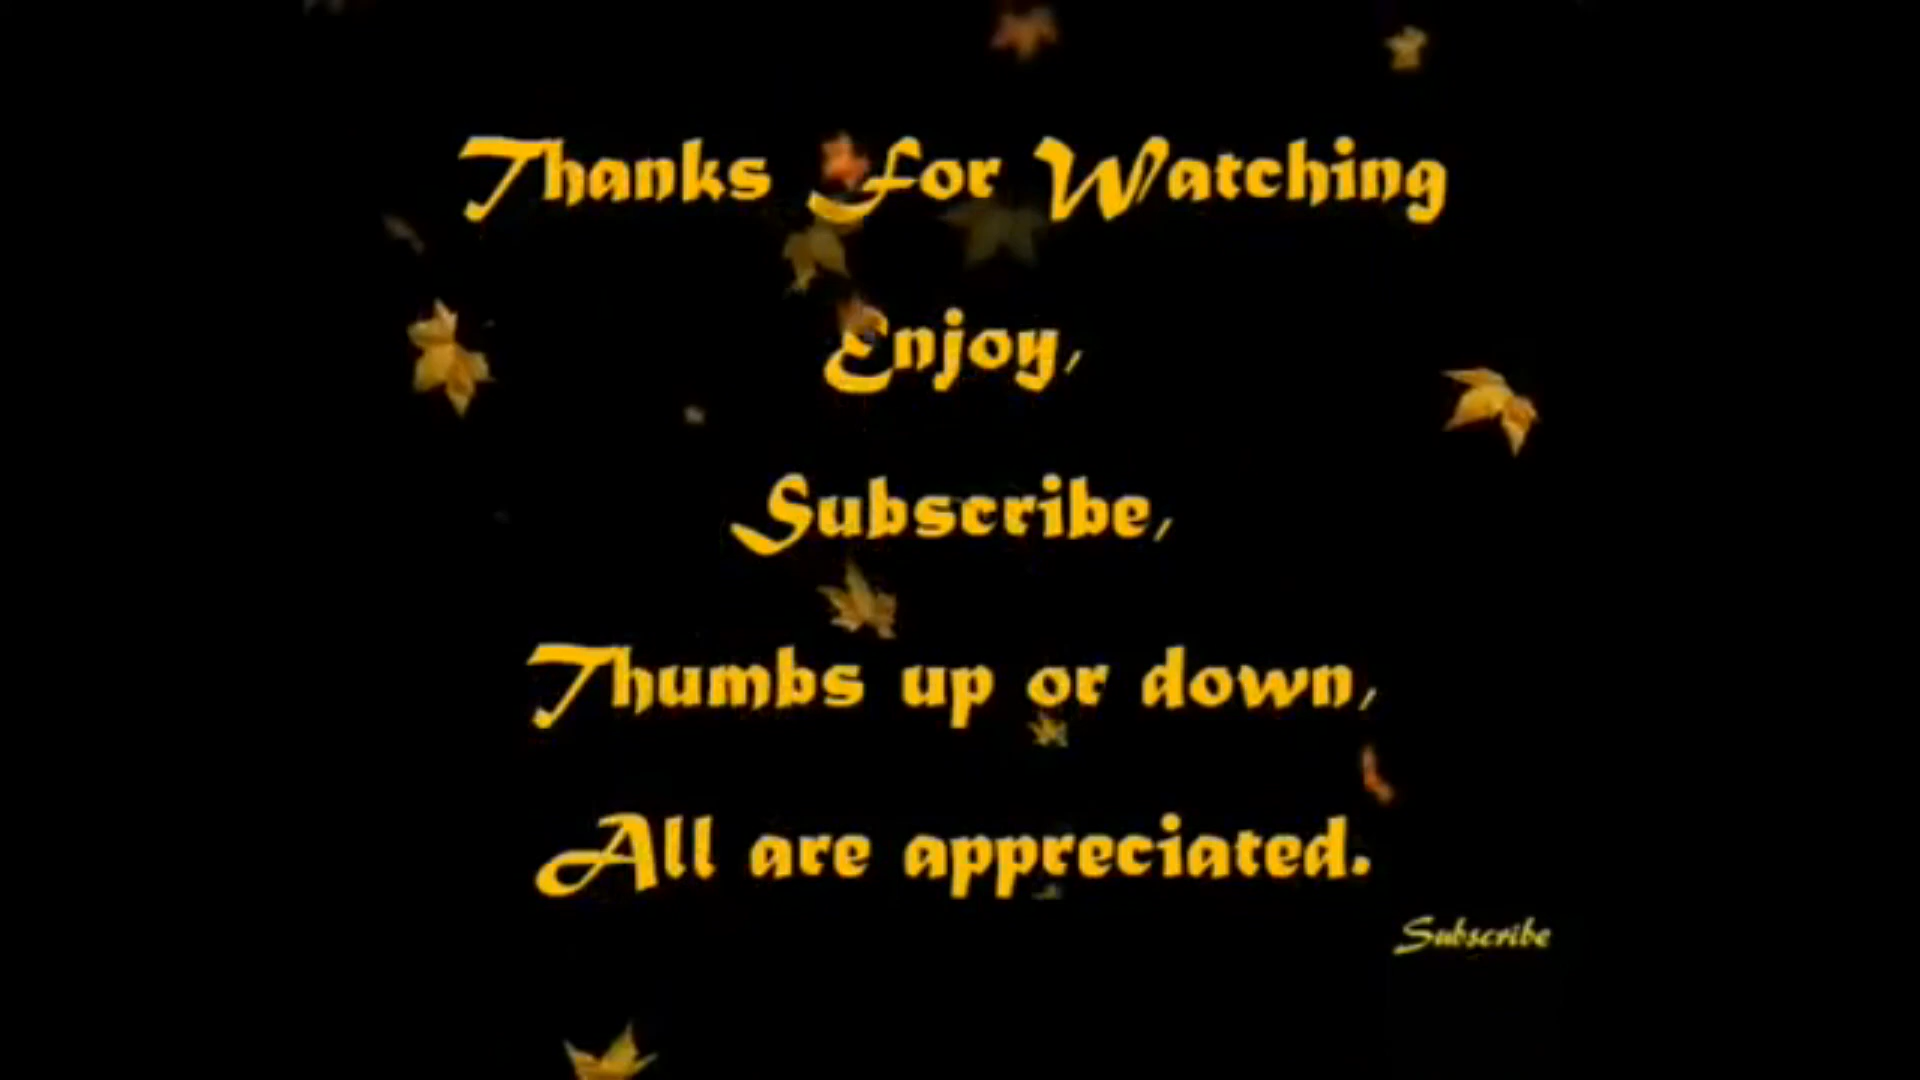 Thanks For Watching
Enjoy,
Subscribe,
Thumbs up or down,
All are appreciated.
Subscribe